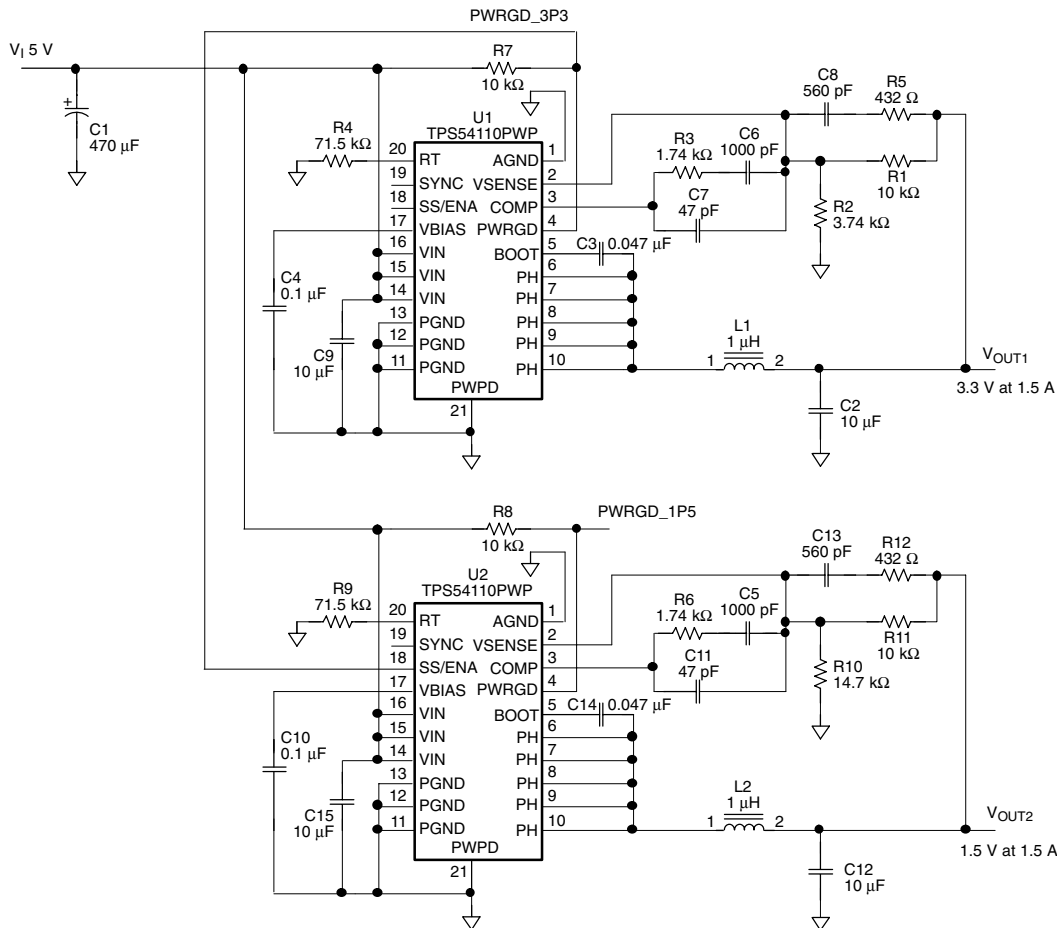 PWRGD_3P3
V_I 5 V
C1
470 μF
R4
71.5 kΩ
R7
10 kΩ
U1
TPS54110PWP
20 RT
19 SYNC
18 SS/ENA
17 VBIAS
16 VIN
15 VIN
14 VIN
13 PGND
12 PGND
11 PGND
PWPD
21
AGND 1
VSENSE 2
COMP 3
PWRGD 4
BOOT 5
PH 6
PH 7
PH 8
PH 9
PH 10
C4
0.1 μF
C9
10 μF
C3 0.047 μF
R3
1.74 kΩ
C6
1000 pF
C7
47 pF
C8
560 pF
R5
432 Ω
R1
10 kΩ
R2
3.74 kΩ
L1
1 μH
1 2
C2
10 μF
V_OUT1
3.3 V at 1.5 A
R8
10 kΩ
PWRGD_1P5
R9
71.5 kΩ
U2
TPS54110PWP
20 RT
19 SYNC
18 SS/ENA
17 VBIAS
16 VIN
15 VIN
14 VIN
13 PGND
12 PGND
11 PGND
PWPD
21
AGND 1
VSENSE 2
COMP 3
PWRGD 4
BOOT 5
PH 6
PH 7
PH 8
PH 9
PH 10
C10
0.1 μF
C15
10 μF
C14 0.047 μF
R6
1.74 kΩ
C5
1000 pF
C11
47 pF
C13
560 pF
R12
432 Ω
R11
10 kΩ
R10
14.7 kΩ
L2
1 μH
1 2
C12
10 μF
V_OUT2
1.5 V at 1.5 A